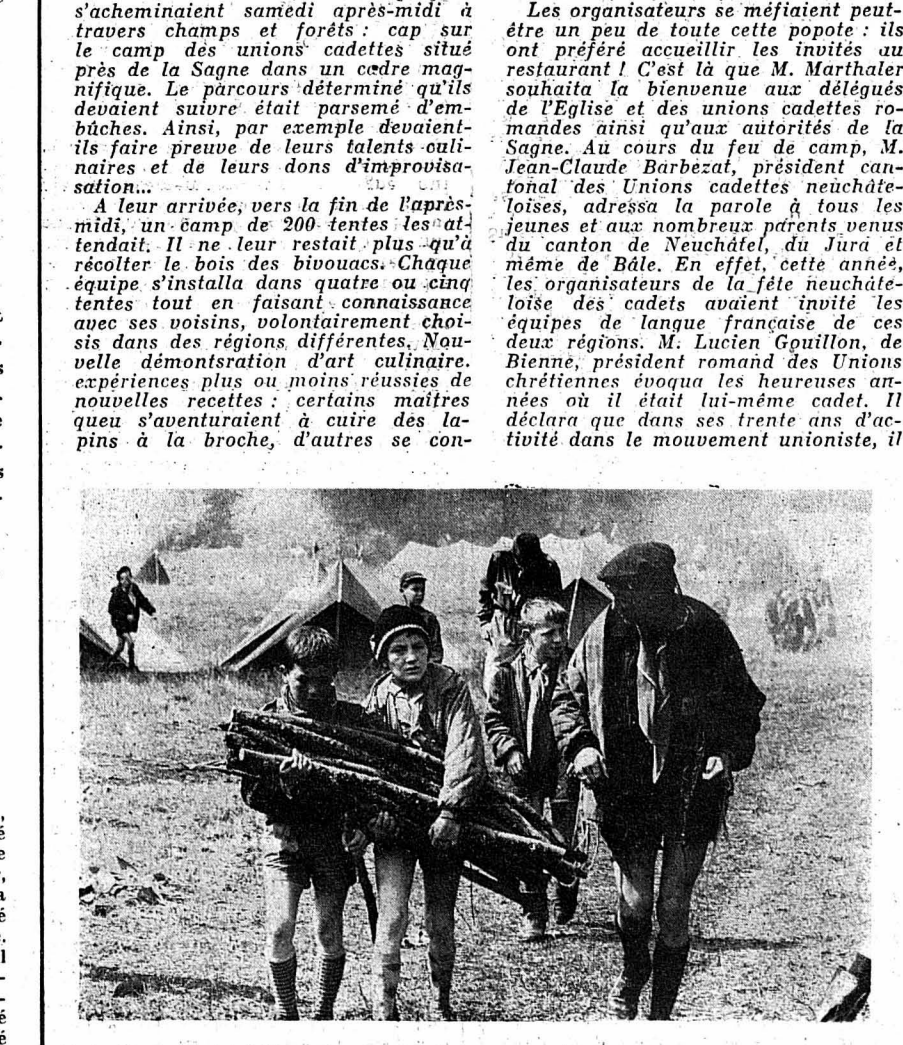 s'acheminaient samedi après-midi à
travers champs et forêts : cap sur
le camp des unions cadettes situé
près de la Sagne dans un cadre mag-
nifique. Le parcours déterminé qu'ils
devaient suivre était parsemé d'em-
bûches. Ainsi, par exemple devaient-
ils faire preuve de leurs talents culi-
naires et de leurs dons d'improvisa-
sation...
A leur arrivée, vers la fin de l'après-
midi, un camp de 200 tentes les at-
tendait. Il ne leur restait plus qu'à
récolter le bois des bivouacs. Chaque
équipe s'installa dans quatre ou cinq
tentes tout en faisant connaissance
avec ses voisins, volontairement choi-
sis dans des régions différentes. Nou-
velle démontsration d'art culinaire.
expériences plus ou moins réussies de
nouvelles recettes : certains maîtres
queu s'aventuraient à cuire des la-
pins à la broche, d'autres se con-
Les organisateurs se méfiaient peut-
être un peu de toute cette popote : ils
ont préféré accueillir les invités au
restaurant ! C'est là que M. Marthaler
souhaita la bienvenue aux délégués
de l'Eglise et des unions cadettes ro-
mandes ainsi qu'aux autorités de la
Sagne. Au cours du feu de camp, M.
Jean-Claude Barbezat, président can-
tonal des Unions cadettes neuchâte-
loises, adressa la parole à tous les
jeunes et aux nombreux parents venus
du canton de Neuchâtel, du Jura et
même de Bâle. En effet, cette année,
les organisateurs de la fête neuchâte-
loise des cadets avaient invité les
équipes de langue française de ces
deux régions. M. Lucien Gouillon, de
Bienne, président romand des Unions
chrétiennes évoqua les heureuses an-
nées où il était lui-même cadet. Il
déclara que dans ses trente ans d'ac-
tivité dans le mouvement unioniste, il